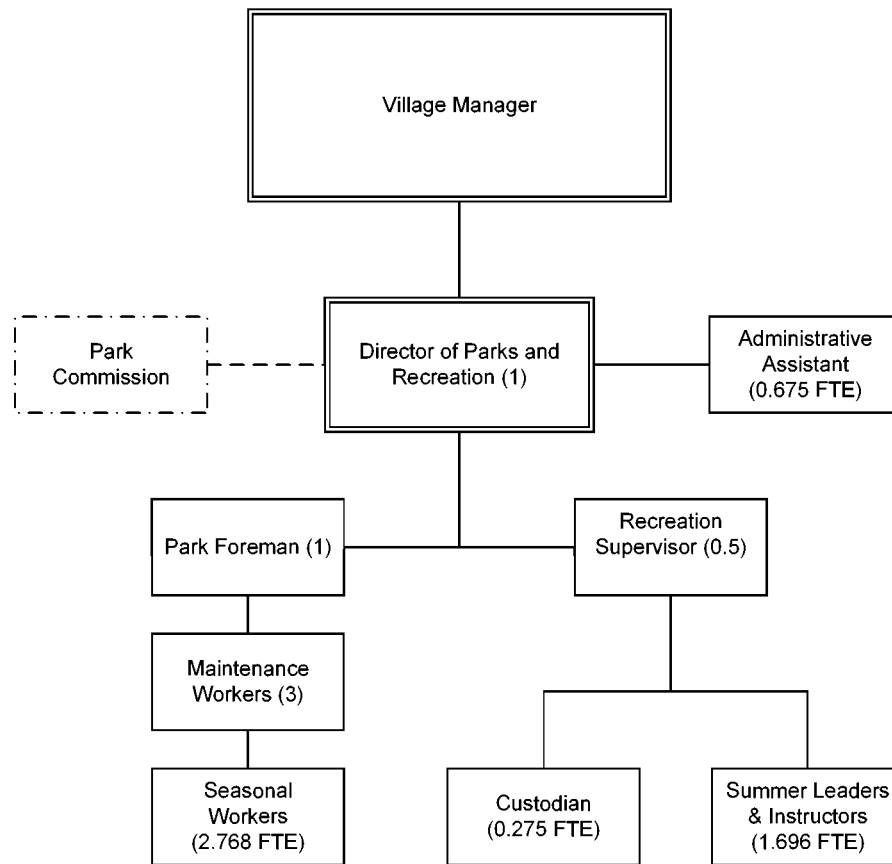 Village Manager
Park
Commission
Director of Parks and
Recreation (1)
Administrative
Assistant
(0.675 FTE)
Park Foreman (1)
Recreation
Supervisor (0.5)
Maintenance
Workers (3)
Seasonal
Workers
(2.768 FTE)
Custodian
(0.275 FTE)
Summer Leaders
& Instructors
(1.696 FTE)